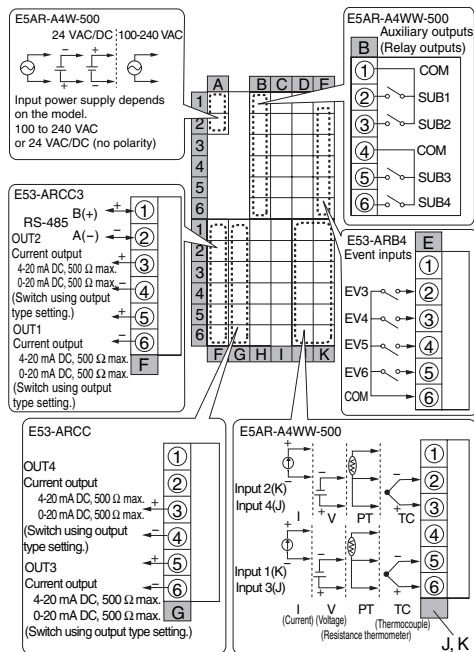 E5AR-A4W-500
24 VAC/DC
100-240 VAC
Input power supply depends
on the model.
100 to 240 VAC
or 24 VAC/DC (no polarity)
E5AR-A4WW-500
Auxiliary outputs
(Relay outputs)
B
1 COM
2 SUB1
3 SUB2
4 COM
5 SUB3
6 SUB4
A B C D E
1
2
3
4
5
6
1
2
3
4
5
6
F G H I K
E53-ARCC3
RS-485
B(+) + 1
A(−) − 2
OUT2
Current output
4-20 mA DC, 500 Ω max.
0-20 mA DC, 500 Ω max.
(Switch using output
type setting.)
+ 3
− 4
OUT1
Current output
4-20 mA DC, 500 Ω max.
0-20 mA DC, 500 Ω max.
(Switch using output
type setting.)
+ 5
− 6
F
E53-ARB4
Event inputs
E
1
EV3 2
EV4 3
EV5 4
EV6 5
COM 6
E53-ARCC
1
2
OUT4
Current output
4-20 mA DC, 500 Ω max.
0-20 mA DC, 500 Ω max.
(Switch using output
type setting.)
+ 3
− 4
OUT3
Current output
4-20 mA DC, 500 Ω max.
0-20 mA DC, 500 Ω max.
(Switch using output type setting.)
+ 5
− 6
G
E5AR-A4WW-500
Input 2(K)
Input 4(J)
I V PT TC
1
2
3
4
5
6
Input 1(K)
Input 3(J)
I V PT TC
(Current) (Voltage) (Thermocouple)
(Resistance thermometer)
J, K